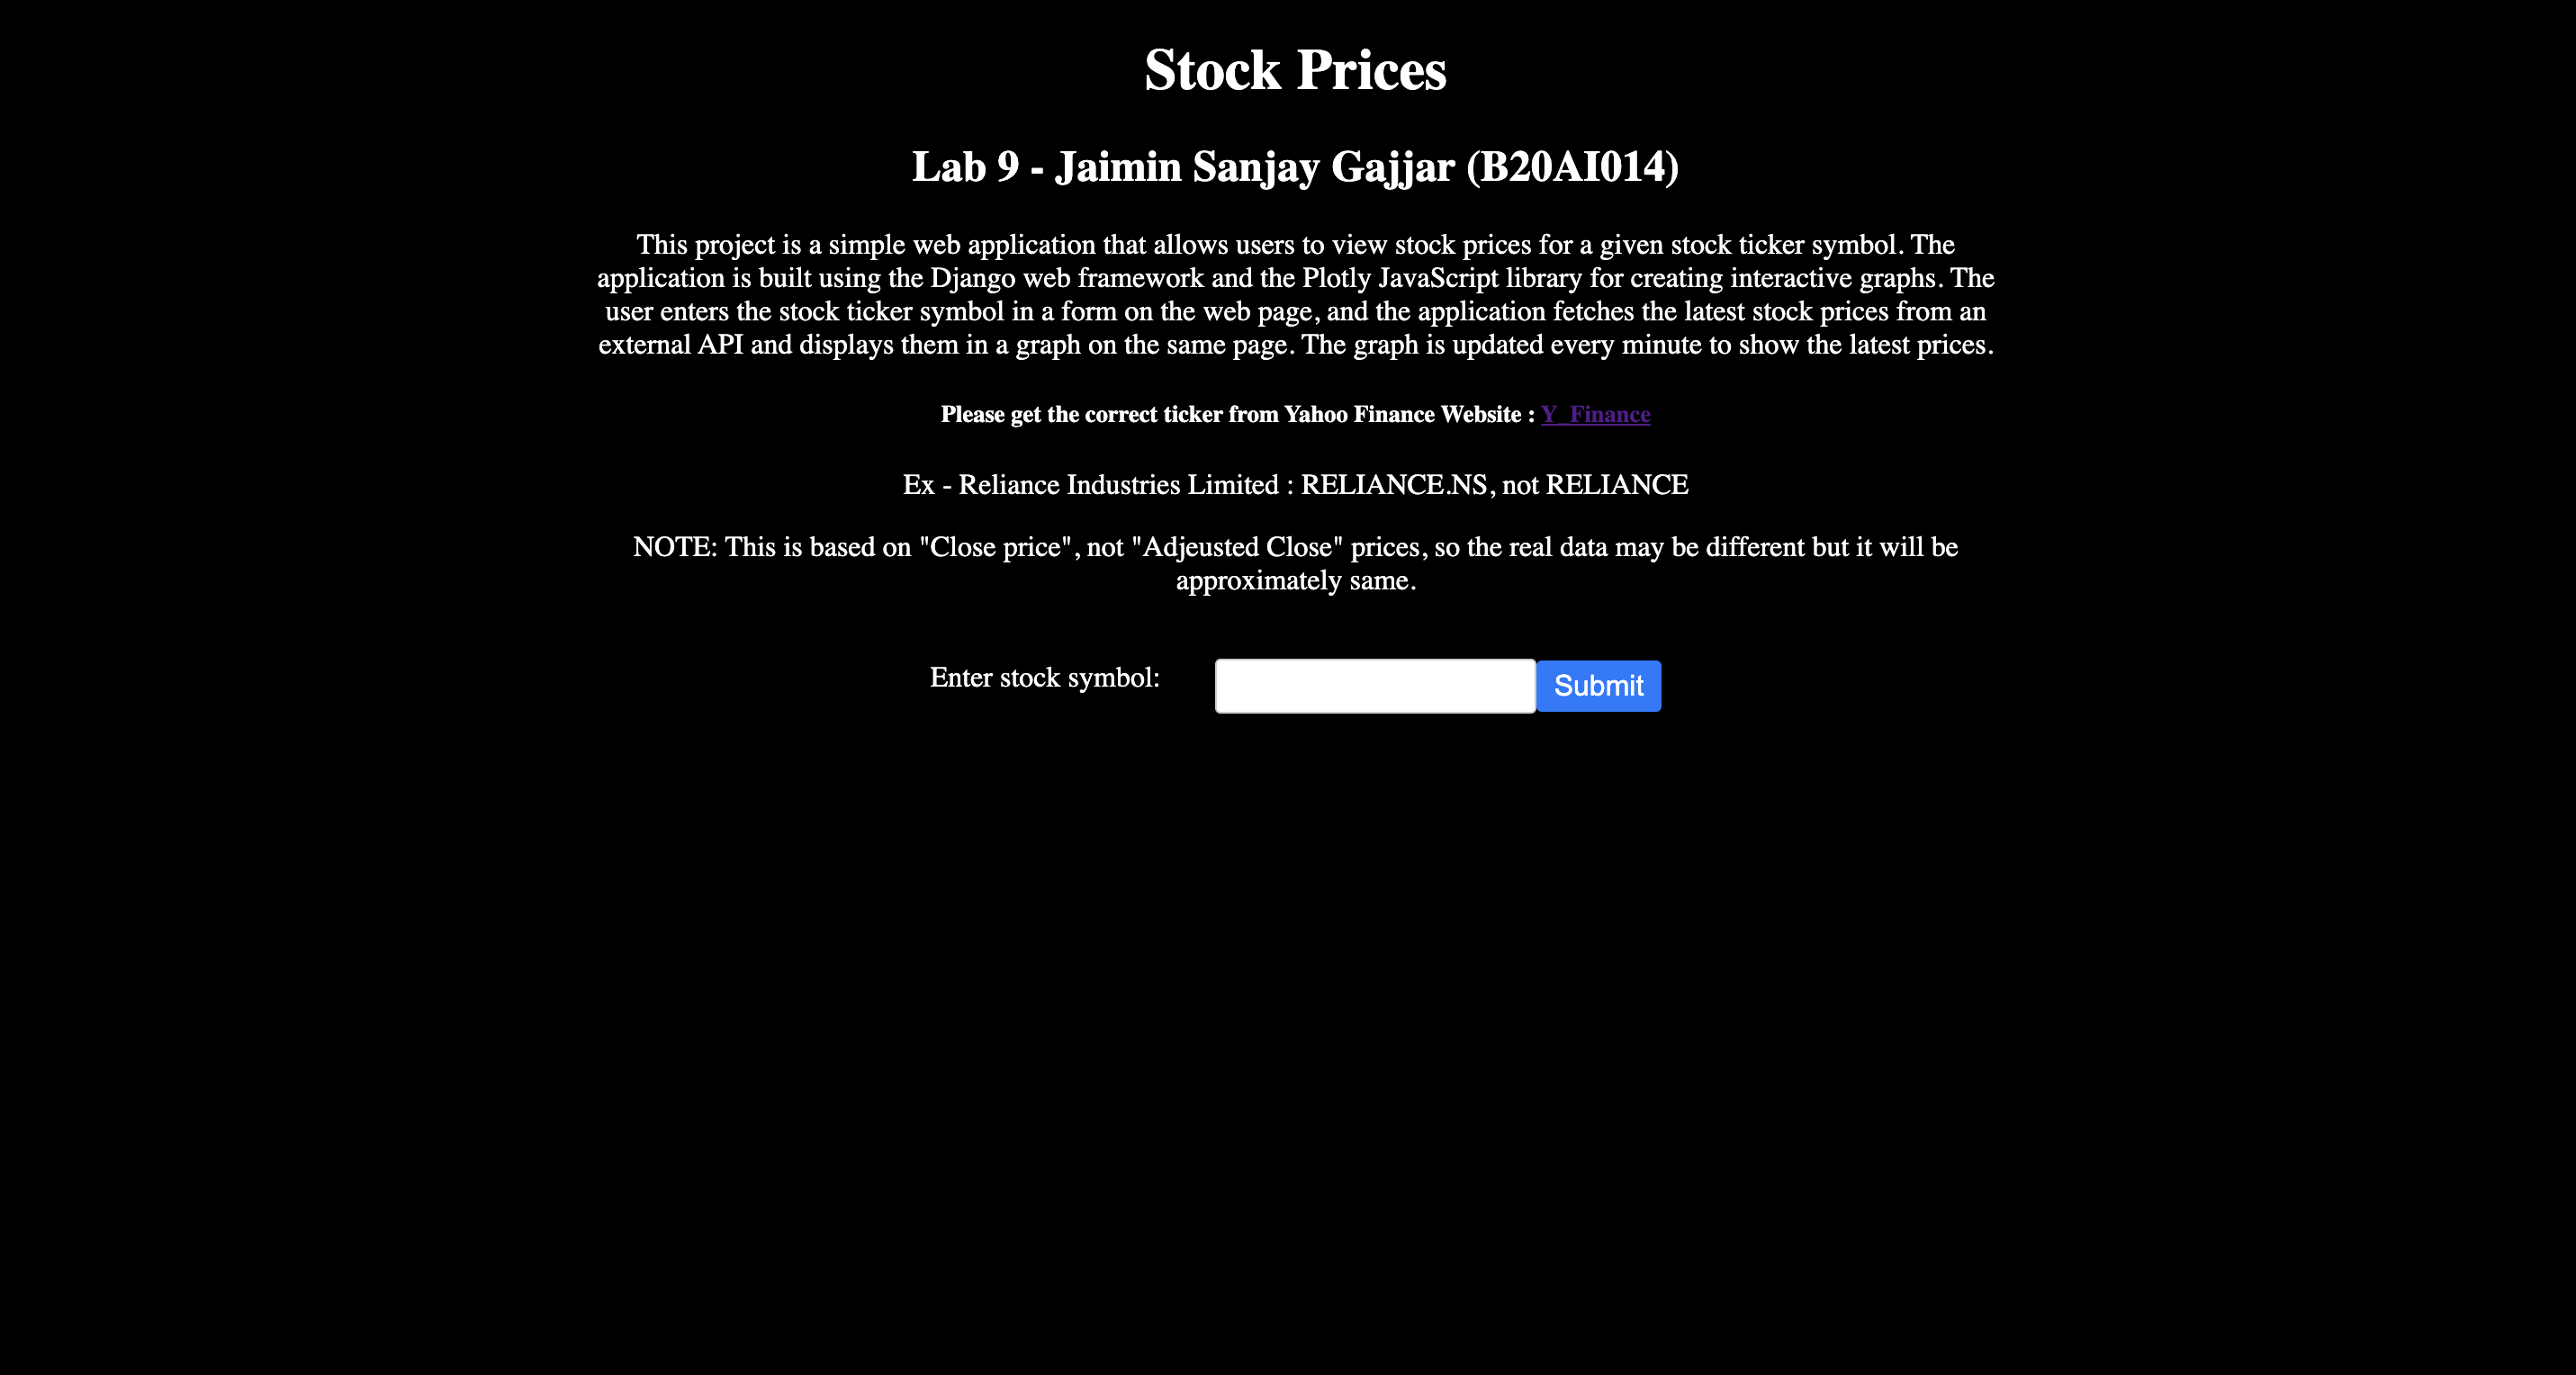 Stock Prices
Lab 9 - Jaimin Sanjay Gajjar (B20AI014)
This project is a simple web application that allows users to view stock prices for a given stock ticker symbol. The
application is built using the Django web framework and the Plotly JavaScript library for creating interactive graphs. The
user enters the stock ticker symbol in a form on the web page, and the application fetches the latest stock prices from an
external API and displays them in a graph on the same page. The graph is updated every minute to show the latest prices.
Please get the correct ticker from Yahoo Finance Website : Y_Finance
Ex - Reliance Industries Limited : RELIANCE.NS, not RELIANCE
NOTE: This is based on "Close price", not "Adjeusted Close" prices, so the real data may be different but it will be
approximately same.
Enter stock symbol: Submit